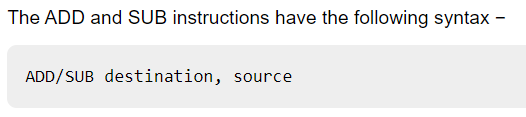 The ADD and SUB instructions have the following syntax −
ADD/SUB destination, source